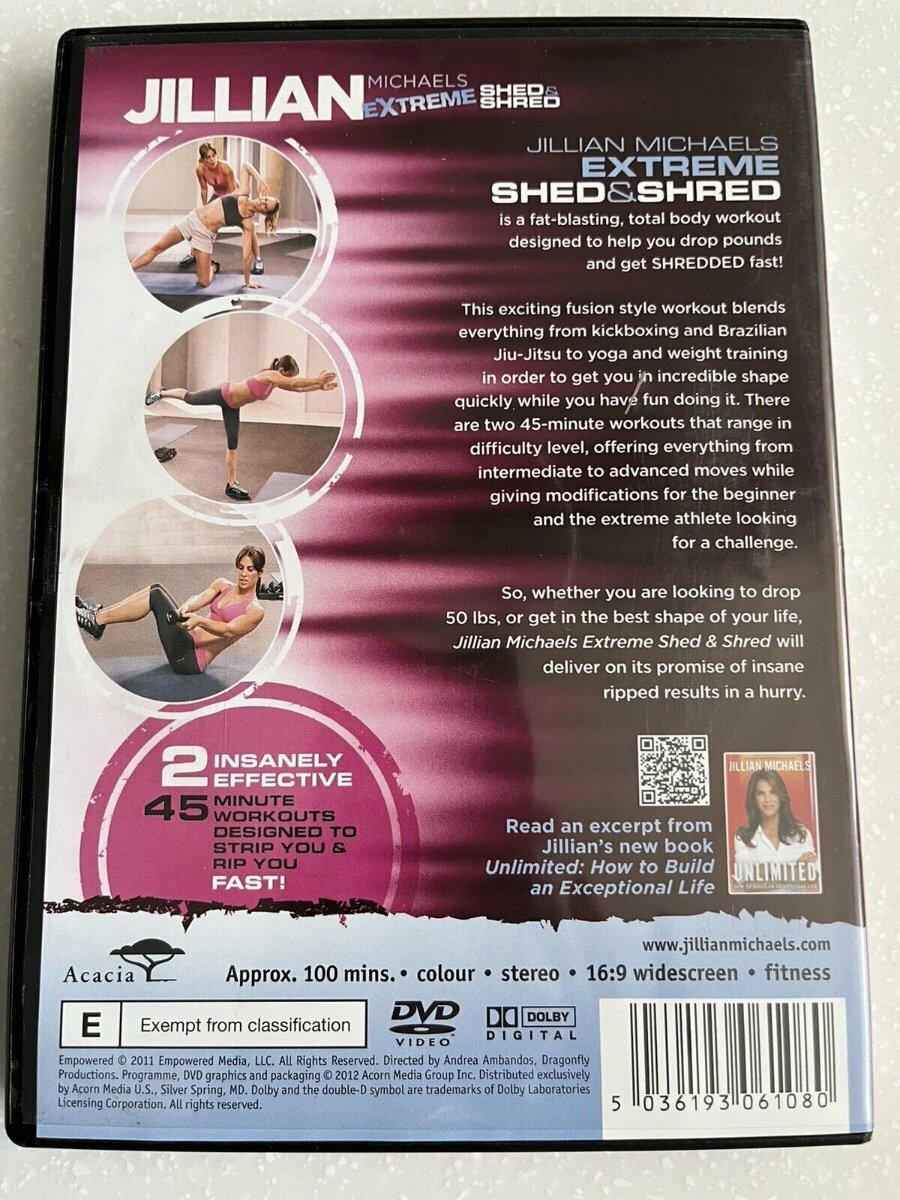 JILLIAN MICHAELS EXTREME SHED & SHRED
JILLIAN MICHAELS
EXTREME
SHED&SHRED
is a fat-blasting, total body workout
designed to help you drop pounds
and get SHREDDED fast!
This exciting fusion style workout blends
everything from kickboxing and Brazilian
Jiu-Jitsu to yoga and weight training
in order to get you in incredible shape
quickly while you have fun doing it. There
are two 45-minute workouts that range in
difficulty level, offering everything from
intermediate to advanced moves while
giving modifications for the beginner
and the extreme athlete looking
for a challenge.
So, whether you are looking to drop
50 lbs, or get in the best shape of your life,
Jillian Michaels Extreme Shed & Shred will
deliver on its promise of insane
ripped results in a hurry.
2 INSANELY
EFFECTIVE
45 MINUTE
WORKOUTS
DESIGNED TO
STRIP YOU &
RIP YOU
FAST!
JILLIAN MICHAELS
UNLIMITED
HOW TO BUILD AN EXCEPTIONAL LIFE
Read an excerpt from
Jillian's new book
Unlimited: How to Build
an Exceptional Life
www.jillianmichaels.com
Acacia
Approx. 100 mins. • colour • stereo • 16:9 widescreen • fitness
E Exempt from classification
DVD
VIDEO
DOLBY
DIGITAL
Empowered © 2011 Empowered Media, LLC. All Rights Reserved. Directed by Andrea Ambandos, Dragonfly
Productions. Programme, DVD graphics and packaging © 2012 Acorn Media Group Inc. Distributed exclusively
by Acorn Media U.S., Silver Spring, MD. Dolby and the double-D symbol are trademarks of Dolby Laboratories
Licensing Corporation. All rights reserved.
5 036193 061080